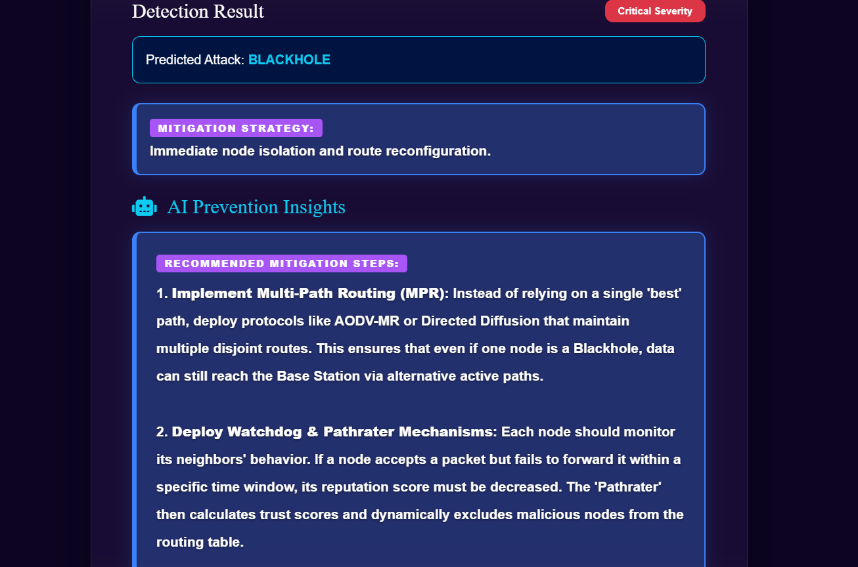 Detection Result
Critical Severity
Predicted Attack: BLACKHOLE
MITIGATION STRATEGY:
Immediate node isolation and route reconfiguration.
AI Prevention Insights
RECOMMENDED MITIGATION STEPS:
1. Implement Multi-Path Routing (MPR): Instead of relying on a single 'best'
path, deploy protocols like AODV-MR or Directed Diffusion that maintain
multiple disjoint routes. This ensures that even if one node is a Blackhole, data
can still reach the Base Station via alternative active paths.
2. Deploy Watchdog & Pathrater Mechanisms: Each node should monitor
its neighbors' behavior. If a node accepts a packet but fails to forward it within a
specific time window, its reputation score must be decreased. The 'Pathrater'
then calculates trust scores and dynamically excludes malicious nodes from the
routing table.